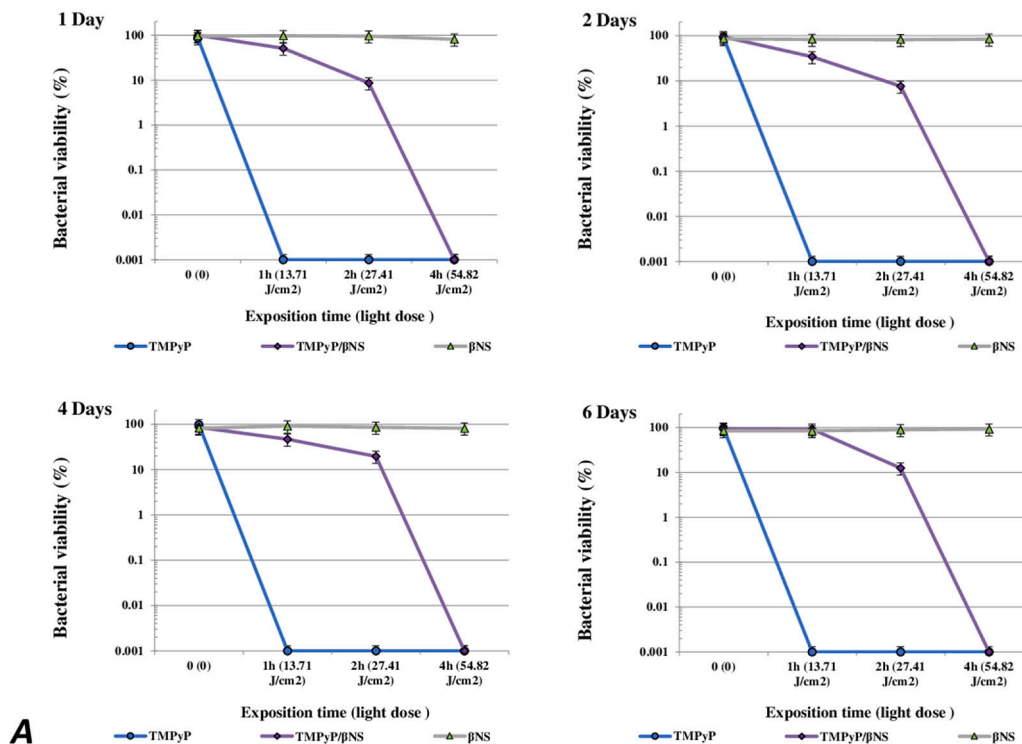 1 Day
Bacterial viability (%)
100
10
1
0.1
0.01
0.001
0 (0)
1h (13.71
J/cm2)
2h (27.41
J/cm2)
4h (54.82
J/cm2)
Exposition time (light dose )
TMPyP
TMPyP/βNS
βNS
2 Days
Bacterial viability (%)
100
10
1
0.1
0.01
0.001
0 (0)
1h (13.71
J/cm2)
2h (27.41
J/cm2)
4h (54.82
J/cm2)
Exposition time (light dose )
TMPyP
TMPyP/βNS
βNS
4 Days
Bacterial viability (%)
100
10
1
0.1
0.01
0.001
0 (0)
1h (13.71
J/cm2)
2h (27.41
J/cm2)
4h (54.82
J/cm2)
Exposition time (light dose )
TMPyP
TMPyP/βNS
βNS
6 Days
Bacterial viability (%)
100
10
1
0.1
0.01
0.001
0 (0)
1h (13.71
J/cm2)
2h (27.41
J/cm2)
4h (54.82
J/cm2)
Exposition time (light dose )
TMPyP
TMPyP/βNS
βNS
A